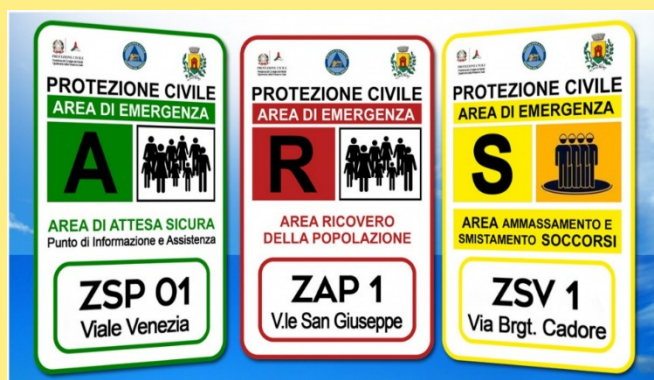 PROTEZIONE CIVILE
AREA DI EMERGENZA
A
AREA DI ATTESA SICURA
Punto di Informazione e Assistenza
ZSP 01
Viale Venezia
PROTEZIONE CIVILE
AREA DI EMERGENZA
R
AREA RICOVERO
DELLA POPOLAZIONE
ZAP 1
V.le San Giuseppe
PROTEZIONE CIVILE
AREA DI EMERGENZA
S
AREA AMMASSAMENTO E
SMISTAMENTO SOCCORSI
ZSV 1
Via Brgt. Cadore